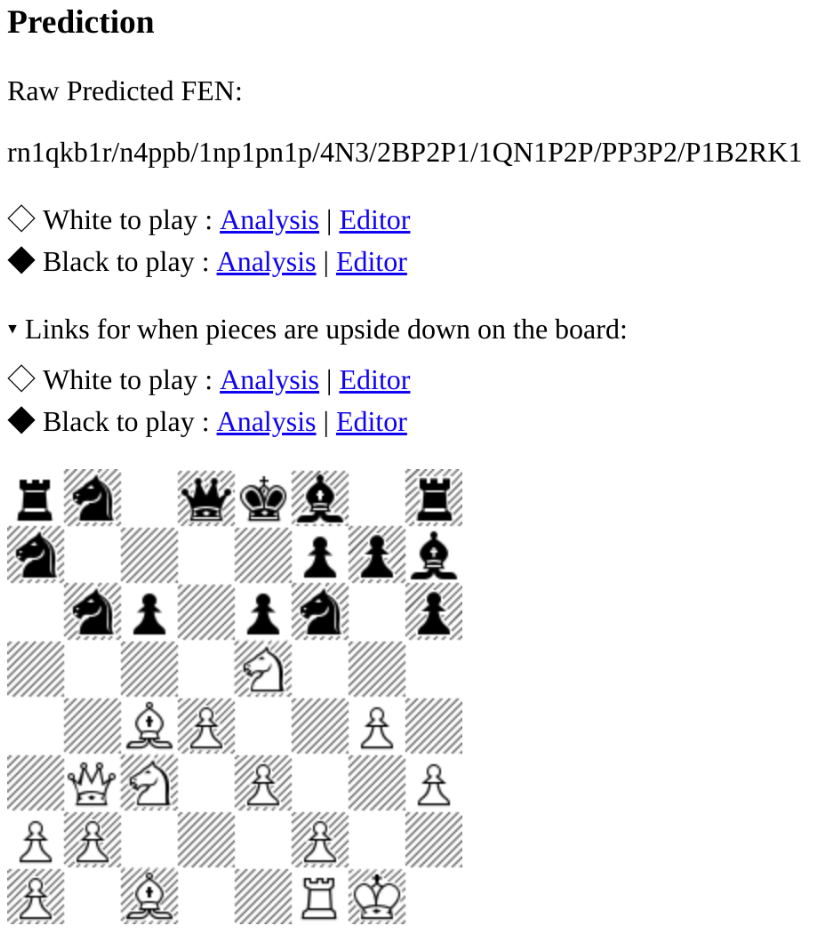 Prediction
Raw Predicted FEN:
rn1qkb1r/n4ppb/1np1pn1p/4N3/2BP2P1/1QN1P2P/PP3P2/P1B2RK1
◇ White to play : Analysis | Editor
◆ Black to play : Analysis | Editor
▾ Links for when pieces are upside down on the board:
◇ White to play : Analysis | Editor
◆ Black to play : Analysis | Editor